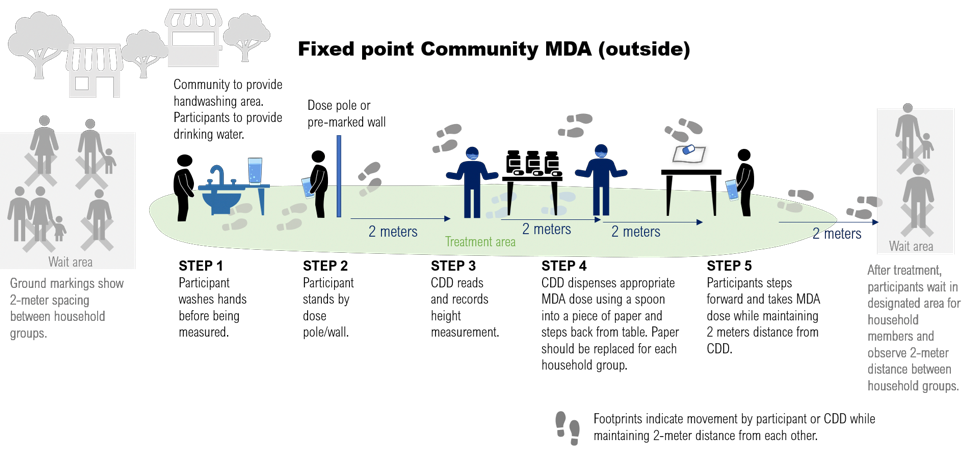 Fixed point Community MDA (outside)
Community to provide
handwashing area.
Participants to provide
drinking water.
Dose pole or
pre-marked wall
2 meters
2 meters
2 meters
2 meters
Treatment area
Wait area
Wait area
Ground markings show
2-meter spacing
between household
groups.
STEP 1
Participant
washes hands
before being
measured.
STEP 2
Participant
stands by
dose
pole/wall.
STEP 3
CDD reads
and records
height
measurement.
STEP 4
CDD dispenses appropriate
MDA dose using a spoon
into a piece of paper and
steps back from table. Paper
should be replaced for each
household group.
STEP 5
Participants steps
forward and takes MDA
dose while maintaining
2 meters distance from
CDD.
After treatment,
participants wait in
designated area for
household
members and
observe 2-meter
distance between
household groups.
Footprints indicate movement by participant or CDD while
maintaining 2-meter distance from each other.